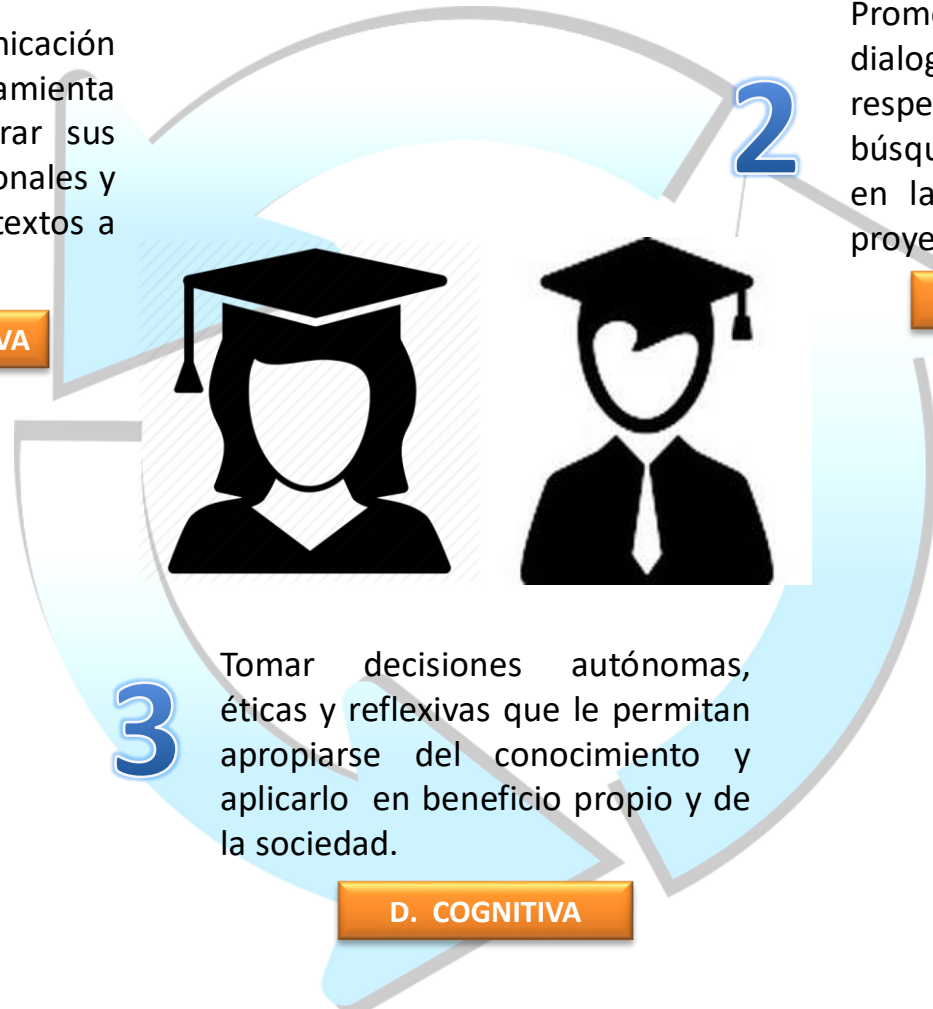 nicación
amienta
rar sus
onales y
textos a
VA
2
Prom
dialog
respe
búsqu
en la
proye
3
Tomar decisiones autónomas,
éticas y reflexivas que le permitan
apropiarse del conocimiento y
aplicarlo en beneficio propio y de
la sociedad.
D. COGNITIVA